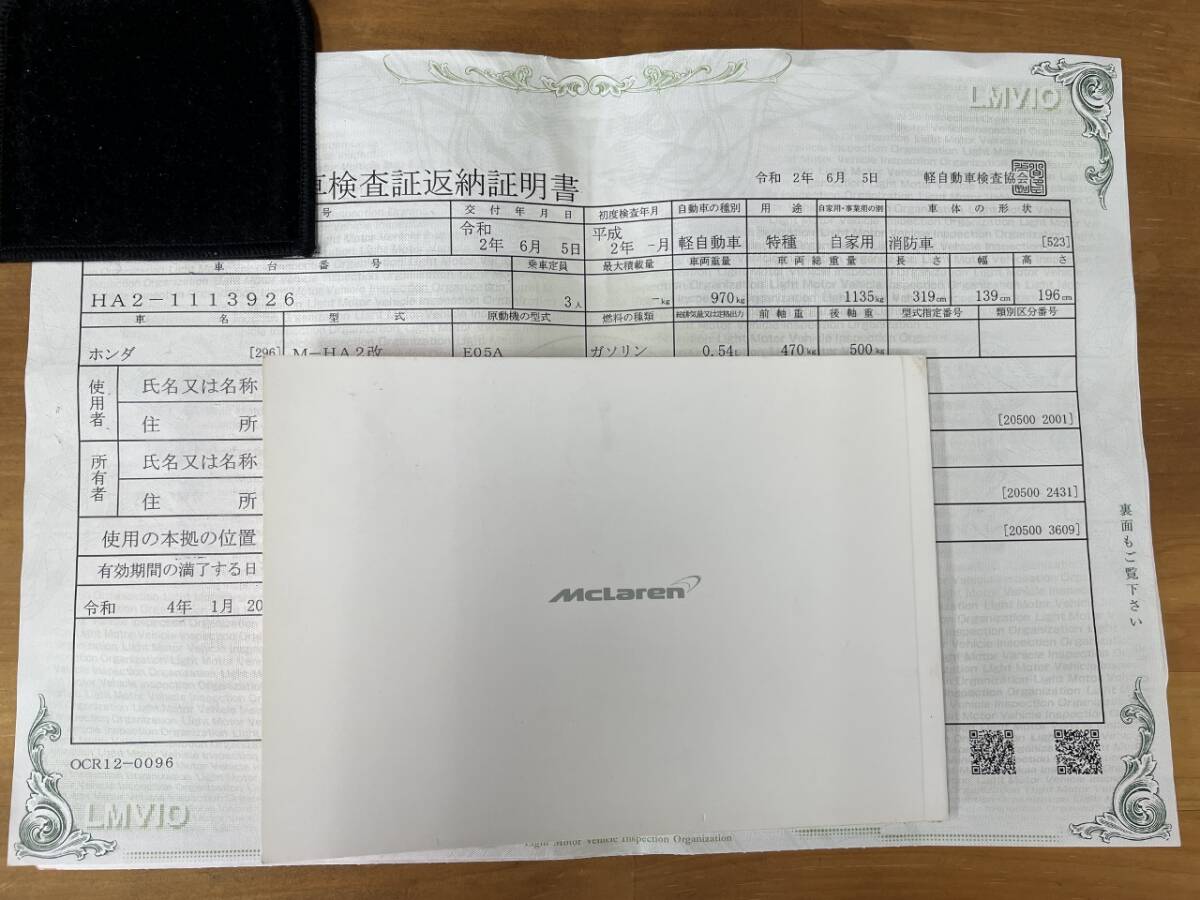 LMVIO
令和 2年 6月 5日 軽自動車検査協会
車検査証返納証明書
号 交付年月日 初度検査年月 自動車の種別 用途 自家用・事業用の別 車体の形状
令和 2年 6月 5日 平成 2年 -月 軽自動車 特種 自家用 消防車 [523]
車台番号 乗車定員 最大積載量 車両重量 車両総重量 長さ 幅 高さ
HA2-1113926 3人 -kg 970kg 1135kg 319cm 139cm 196cm
車名 型式 原動機の型式 燃料の種類 総排気量又は定格出力 前軸重 後軸重 型式指定番号 類別区分番号
ホンダ [296] M-HA2改 E05A ガソリン 0.54L 470kg 500kg
使用者 氏名又は名称
住所 [20500 2001]
所有者 氏名又は名称
住所 [20500 2431]
使用の本拠の位置 [20500 3609]
有効期間の満了する日
令和 4年 1月 20
裏面もご覧下さい
McLaren
OCR12-0096
LMVIO
Light Motor Vehicle Inspection Organization